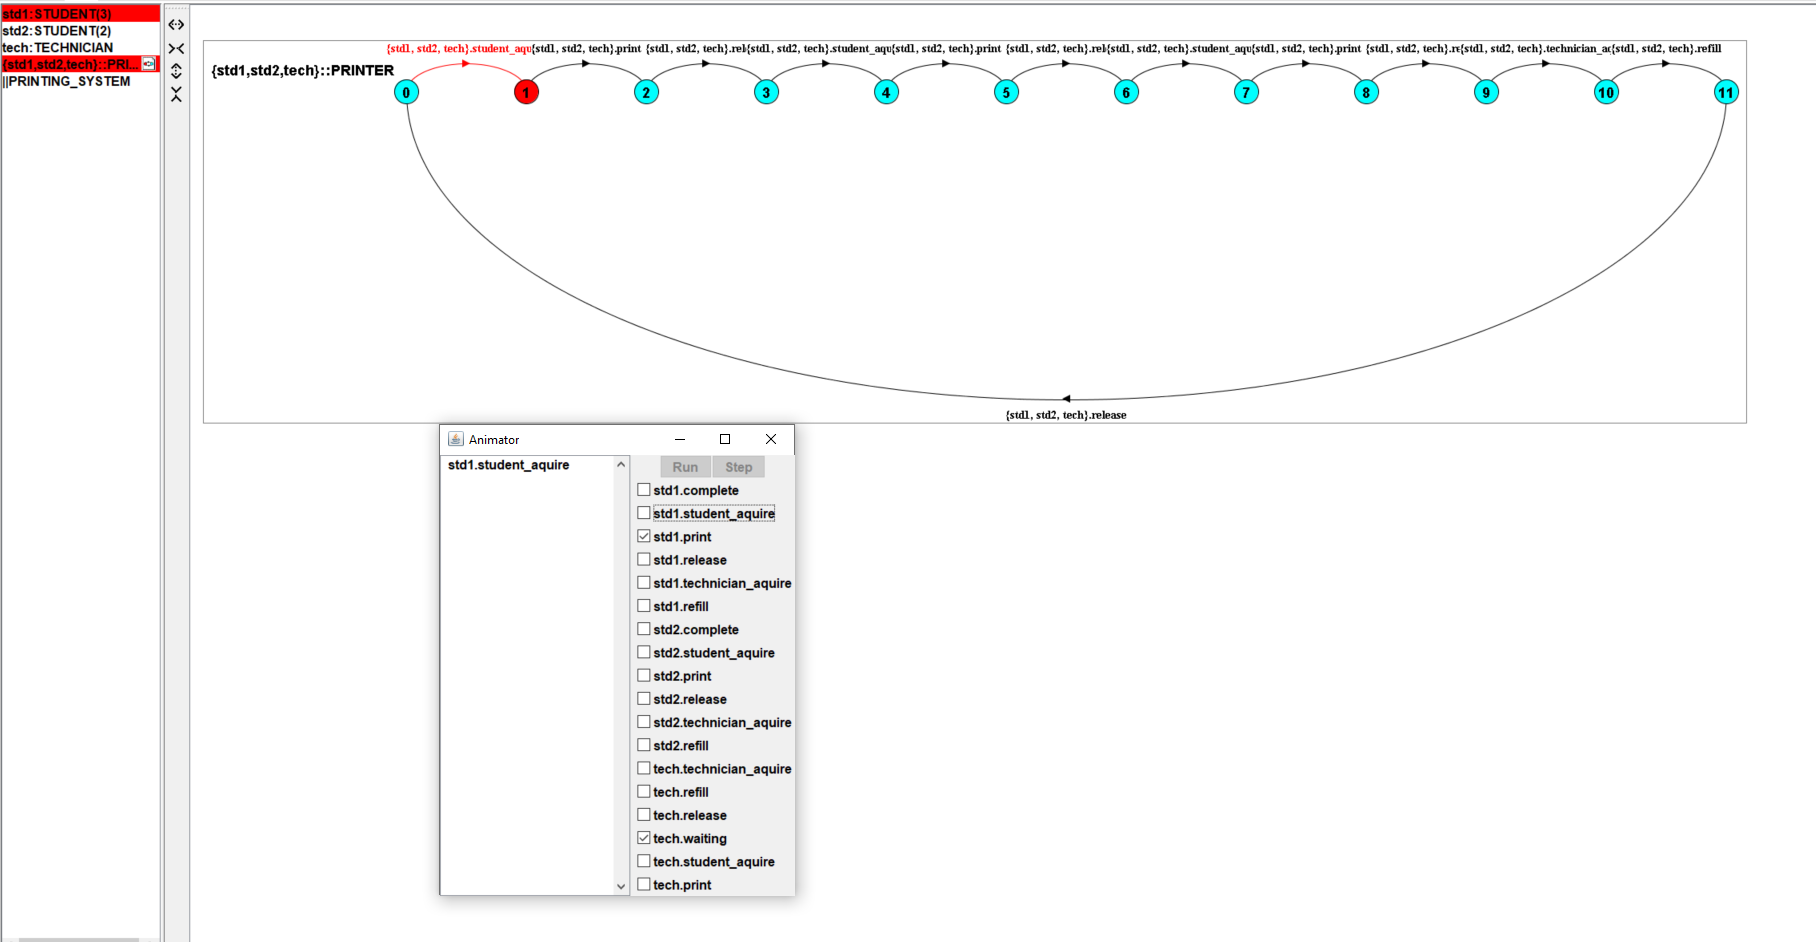 std1:STUDENT(3)
std2:STUDENT(2)
tech:TECHNICIAN
{std1,std2,tech}::PRI...
||PRINTING_SYSTEM
{std1, std2, tech}.student_aqu{std1, std2, tech}.print {std1, std2, tech}.rel{std1, std2, tech}.student_aqu{std1, std2, tech}.print {std1, std2, tech}.rel{std1, std2, tech}.student_aqu{std1, std2, tech}.print {std1, std2, tech}.re{std1, std2, tech}.technician_ac{std1, std2, tech}.refill
{std1,std2,tech}::PRINTER
0 1 2 3 4 5 6 7 8 9 10 11
{std1, std2, tech}.release
Animator
std1.student_aquire
Run Step
std1.complete
std1.student_aquire
std1.print
std1.release
std1.technician_aquire
std1.refill
std2.complete
std2.student_aquire
std2.print
std2.release
std2.technician_aquire
std2.refill
tech.technician_aquire
tech.refill
tech.release
tech.waiting
tech.student_aquire
tech.print